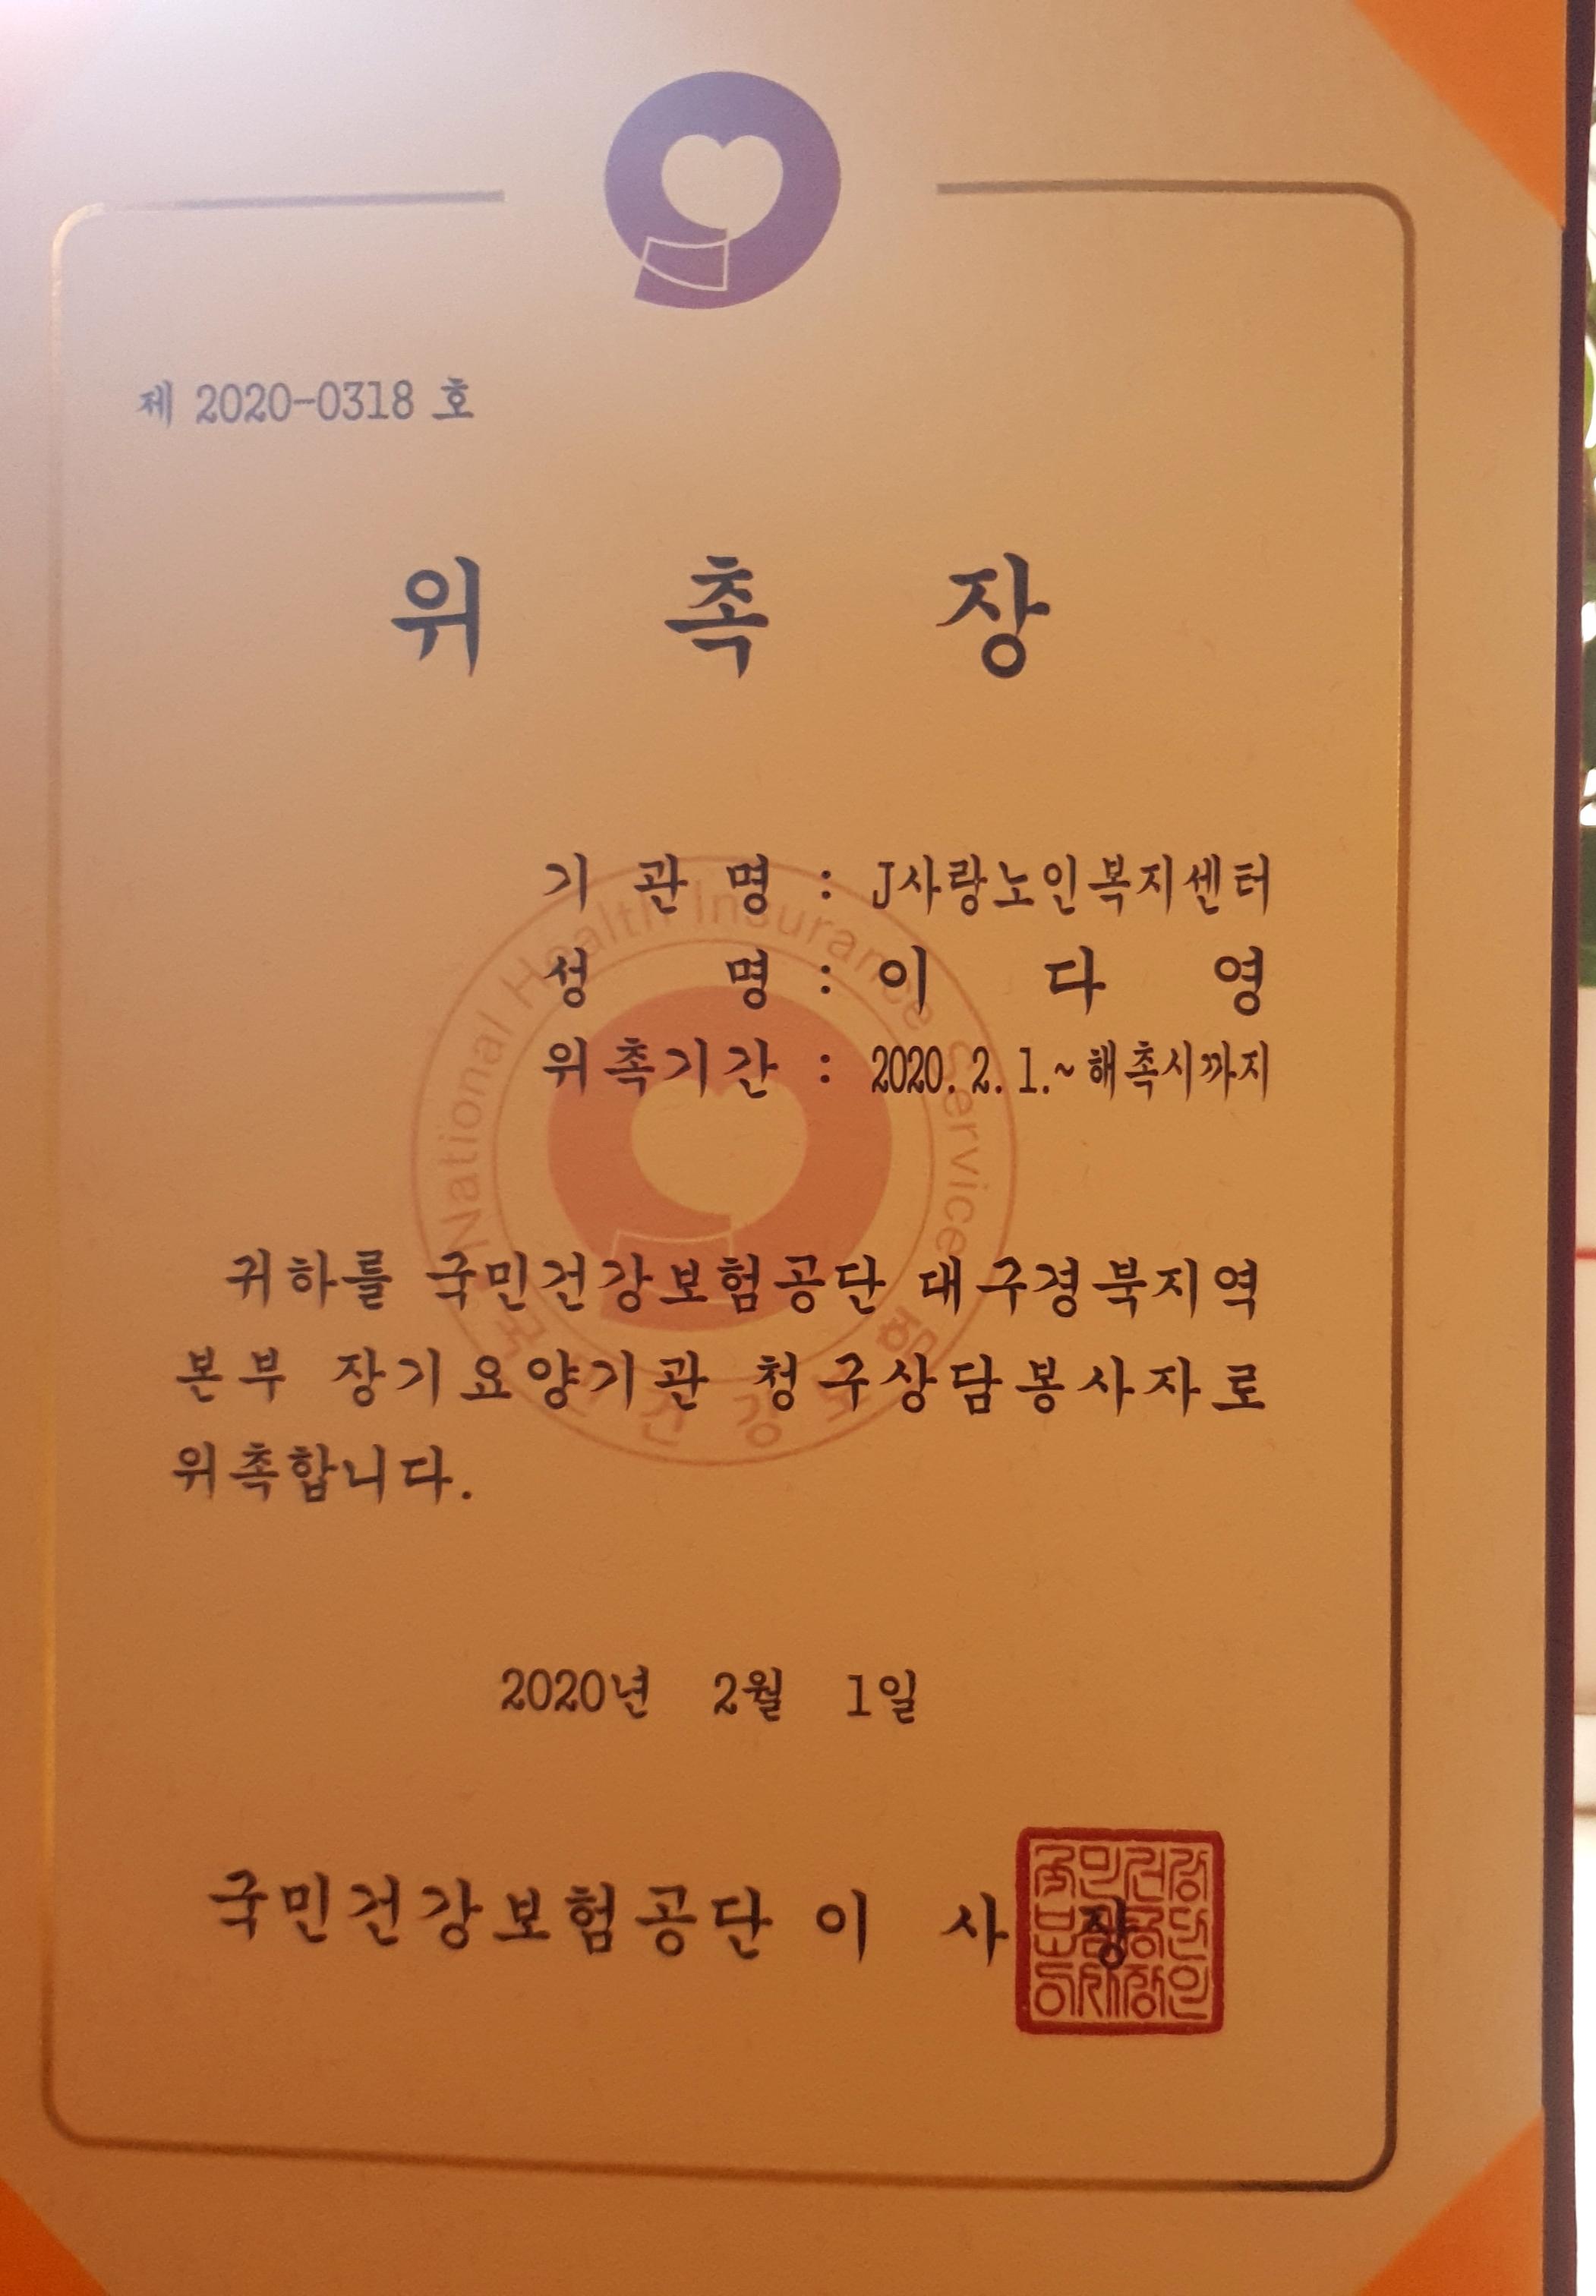 제 2020-0318 호
위 촉 장
기 관 명 : J사랑노인복지센터
성 명 : 이 다 영
위촉기간 : 2020. 2. 1.~해촉시까지
귀하를 국민건강보험공단 대구경북지역
본부 장기요양기관 청구상담봉사자로
위촉합니다.
2020년 2월 1일
국민건강보험공단 이 사 장
National Health Insurance Service